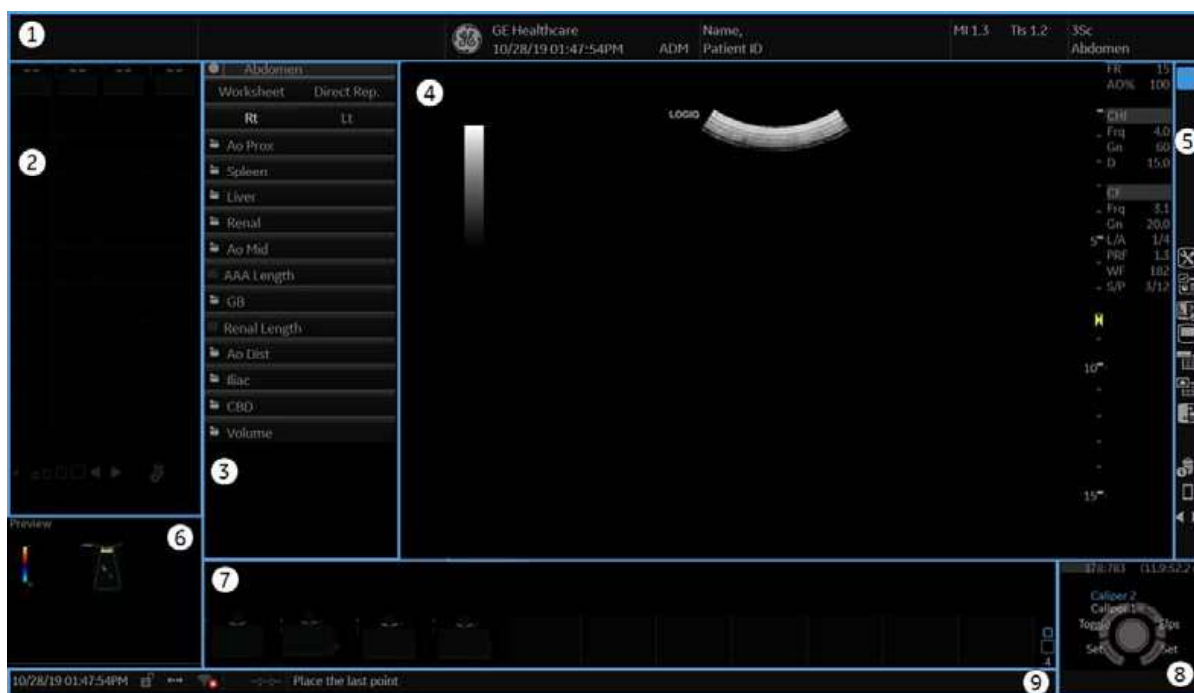 1
GE Healthcare
10/28/19 01:47:54PM
ADM
Name,
Patient ID
MI 1.3 TIs 1.2
3Sc
Abdomen
2
Abdomen
Worksheet Direct Rep.
Rt Lt
Ao Prox
Spleen
Liver
Renal
Ao Mid
AAA Length
GB
Renal Length
Ao Dist
Iliac
CBD
Volume
3
4
LOGIQ
5
10
15
FR 15
AO% 100
CHI
Frq 4.0
Gn 60
D 15.0
CF
Frq 3.1
Gn 20.0
L/A 1/4
PRF 1.3
WF 182
S/P 3/12
5
Preview
6
7
4
178:783
Caliper 2
Caliper 1
Toggle Elps
Set Set
8
10/28/19 01:47:54PM
Place the last point
9